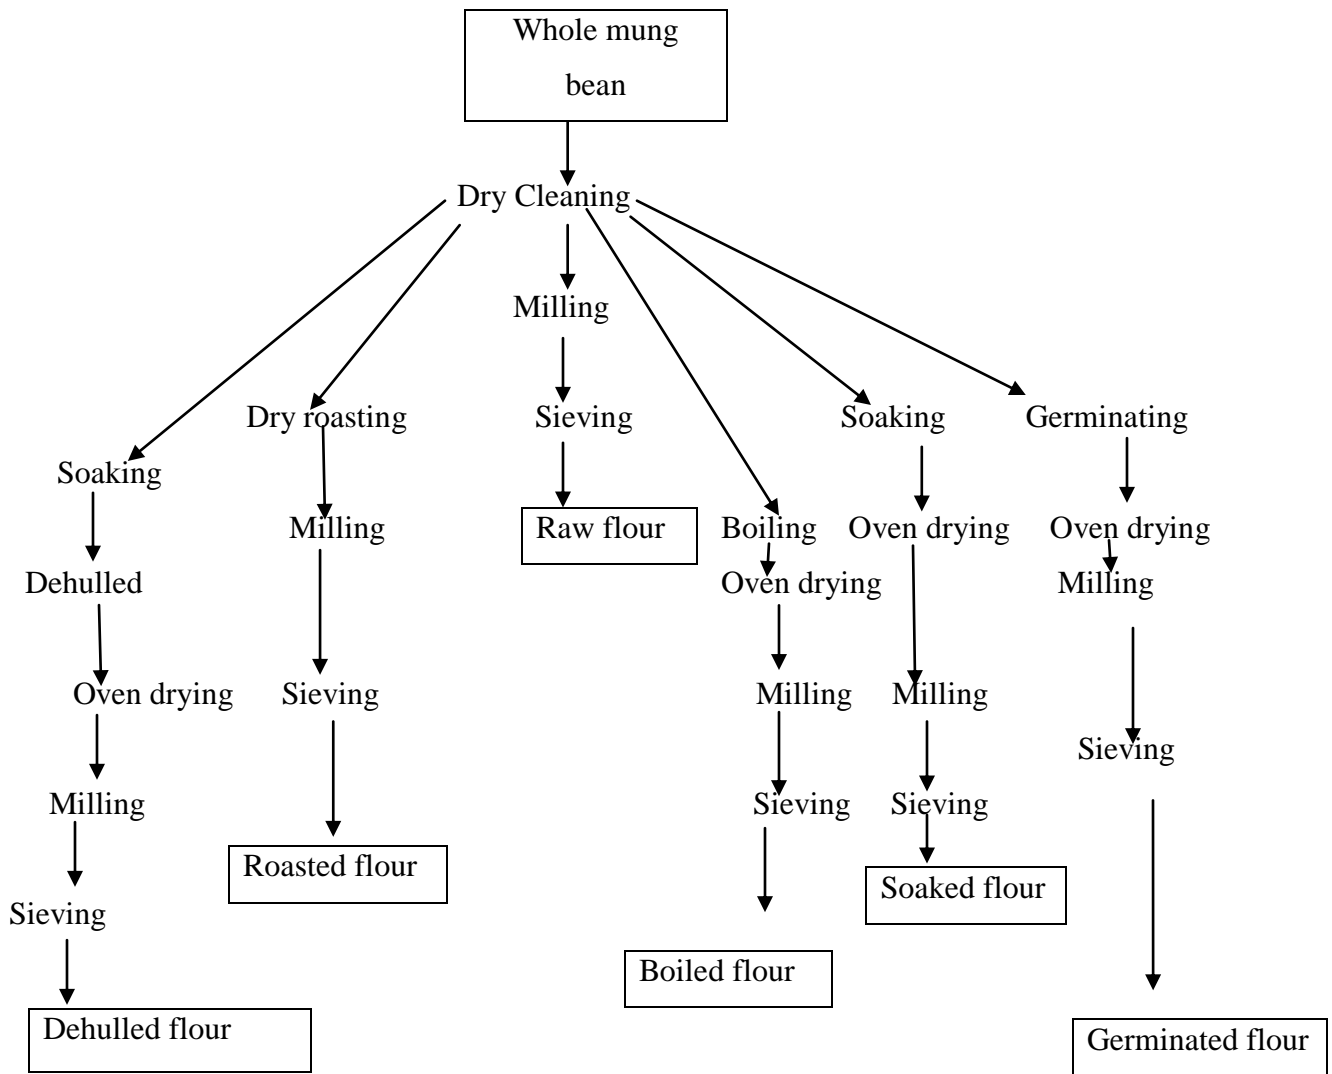 Whole mung
bean
Dry Cleaning
Milling
Dry roasting
Sieving
Soaking
Germinating
Soaking
Milling
Raw flour
Boiling
Oven drying
Oven drying
Dehulled
Oven drying
Milling
Oven drying
Sieving
Milling
Milling
Sieving
Milling
Sieving
Sieving
Roasted flour
Soaked flour
Sieving
Boiled flour
Dehulled flour
Germinated flour